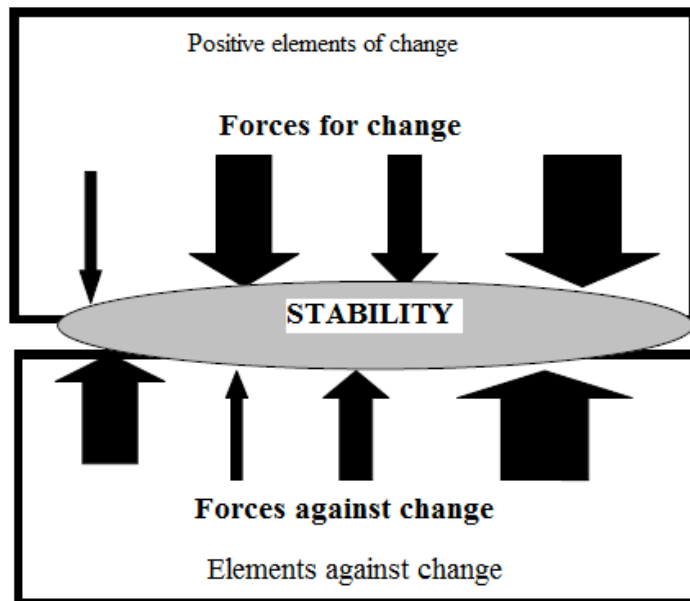 Positive elements of change
Forces for change
STABILITY
Forces against change
Elements against change